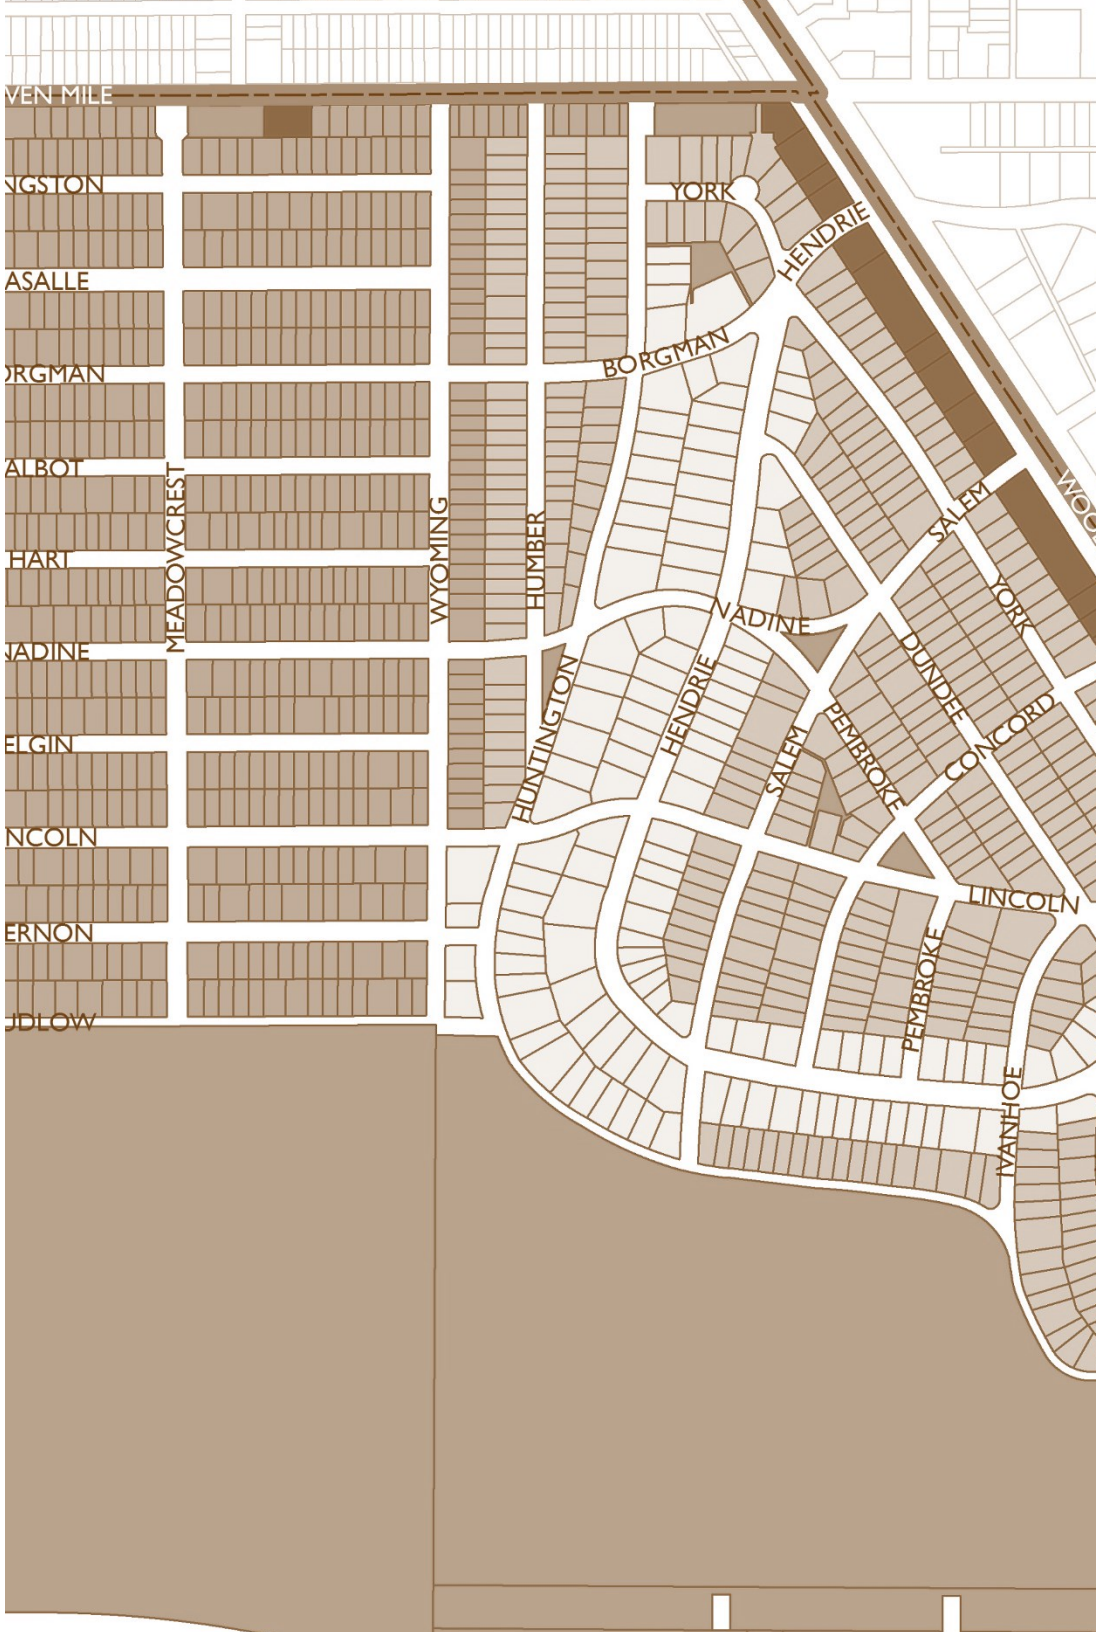 VEN MILE
NGSTON
YORK
HENDRIE
ASALLE
BORGMAN
ORGMAN
ALBOT
MEADOWCREST
WYOMING
HUMBER
SALEM
WOO
HART
YORK
NADINE
NADINE
DUNDEE
HUNTINGTON
HENDRIE
PEMBROKE
CONCORD
SALEM
ELGIN
NCOLN
LINCOLN
ERNON
PEMBROKE
UDLOW
IVANHOE